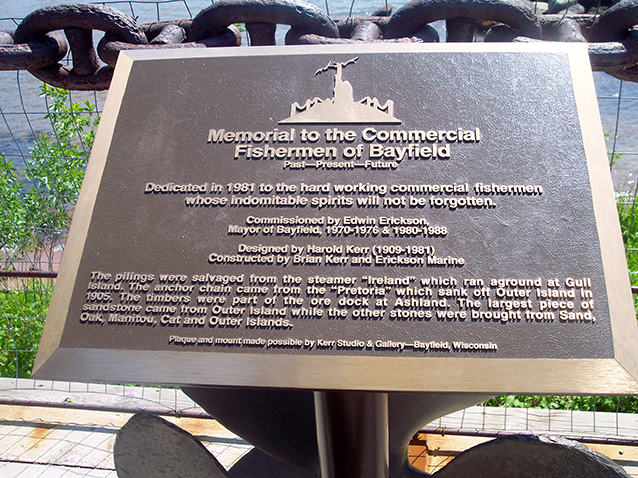 Memorial to the Commercial
Fishermen of Bayfield
Past—Present—Future
Dedicated in 1981 to the hard working commercial fishermen
whose indomitable spirits will not be forgotten.
Commissioned by Edwin Erickson,
Mayor of Bayfield, 1970-1976 & 1980-1988
Designed by Harold Kerr (1909-1981)
Constructed by Brian Kerr and Erickson Marine
The pilings were salvaged from the steamer "Ireland" which ran aground at Gull
Island. The anchor chain came from the "Pretoria" which sank off Outer Island in
1905. The timbers were part of the ore dock at Ashland. The largest piece of
sandstone came from Outer Island while the other stones were brought from Sand,
Oak, Manitou, Cat and Outer Islands.
Plaque and mount made possible by Kerr Studio & Gallery—Bayfield, Wisconsin